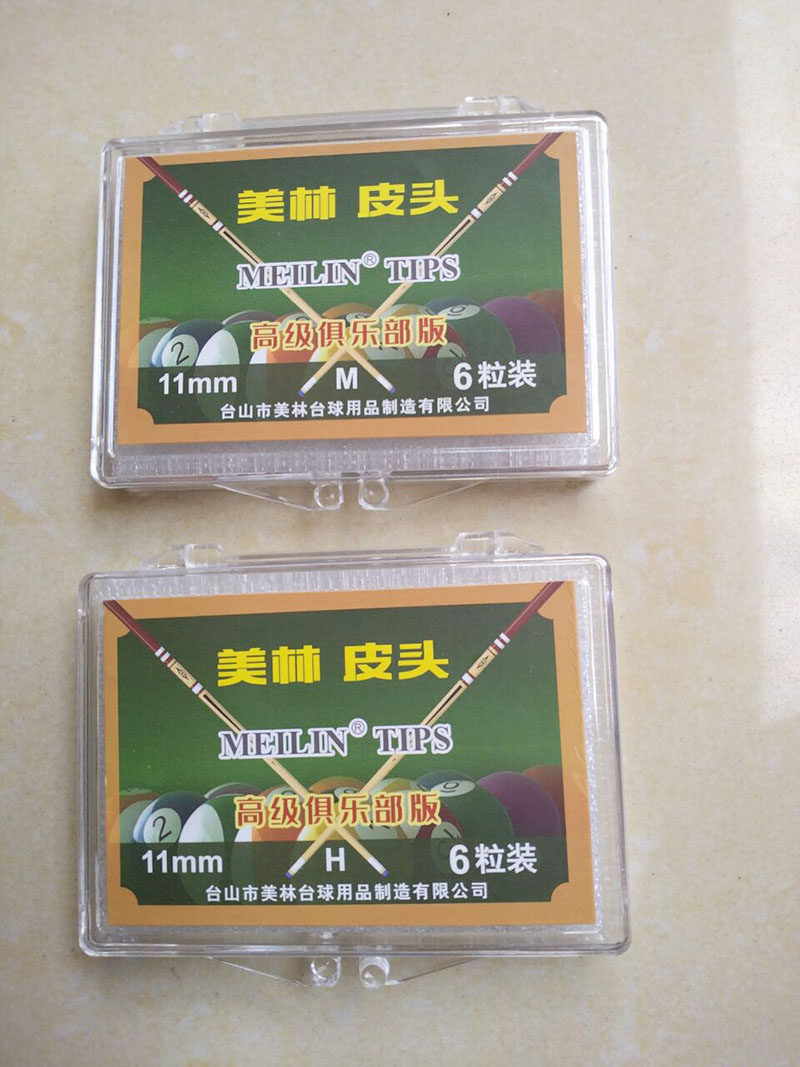 美林 皮头
MEILIN® TIPS
高级俱乐部版
11mm M 6粒装
台山市美林台球用品制造有限公司
美林 皮头
MEILIN® TIPS
高级俱乐部版
11mm H 6粒装
台山市美林台球用品制造有限公司